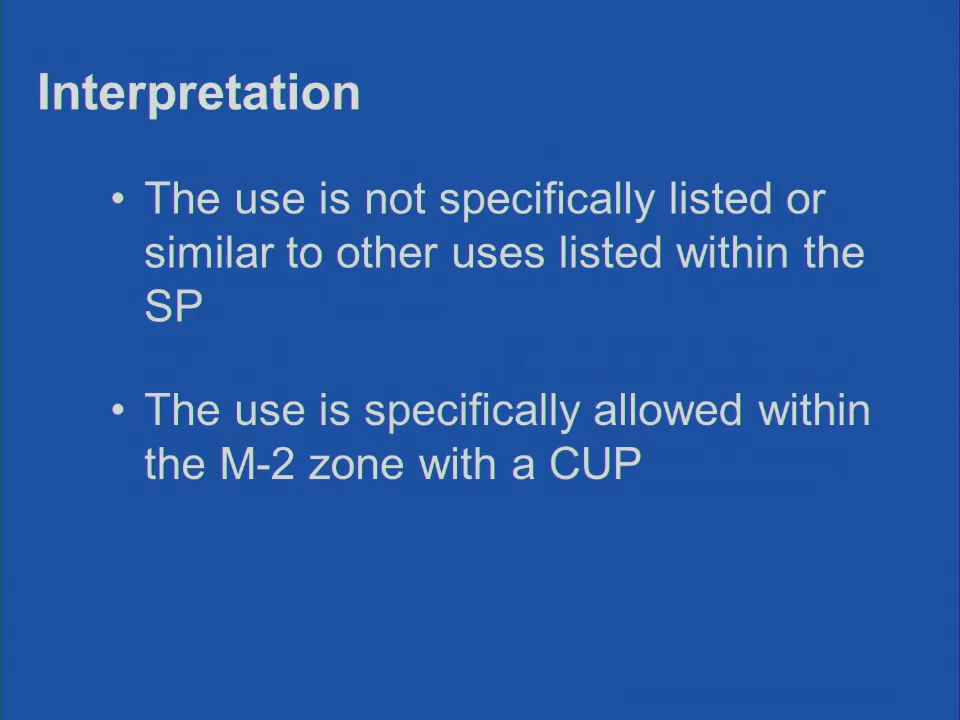 Interpretation
• The use is not specifically listed or
similar to other uses listed within the
SP
• The use is specifically allowed within
the M-2 zone with a CUP